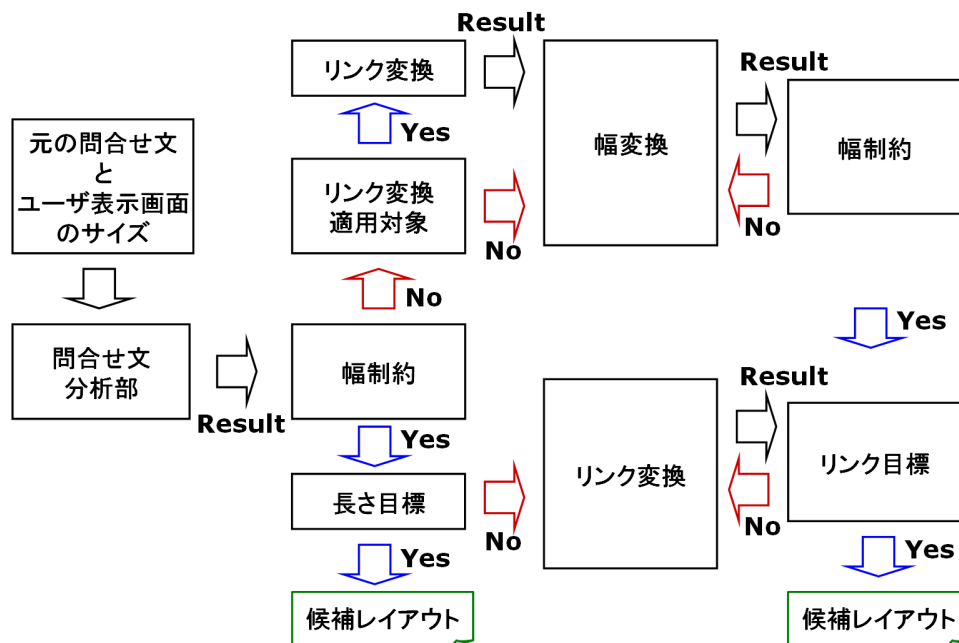 Result
リンク変換
Result
Yes
元の問合せ文
と
ユーザ表示画面
のサイズ
幅変換
幅制約
リンク変換
適用対象
No
No
No
問合せ文
分析部
Result
幅制約
Yes
Yes
Result
長さ目標
No
リンク変換
リンク目標
No
Yes
Yes
候補レイアウト
候補レイアウト